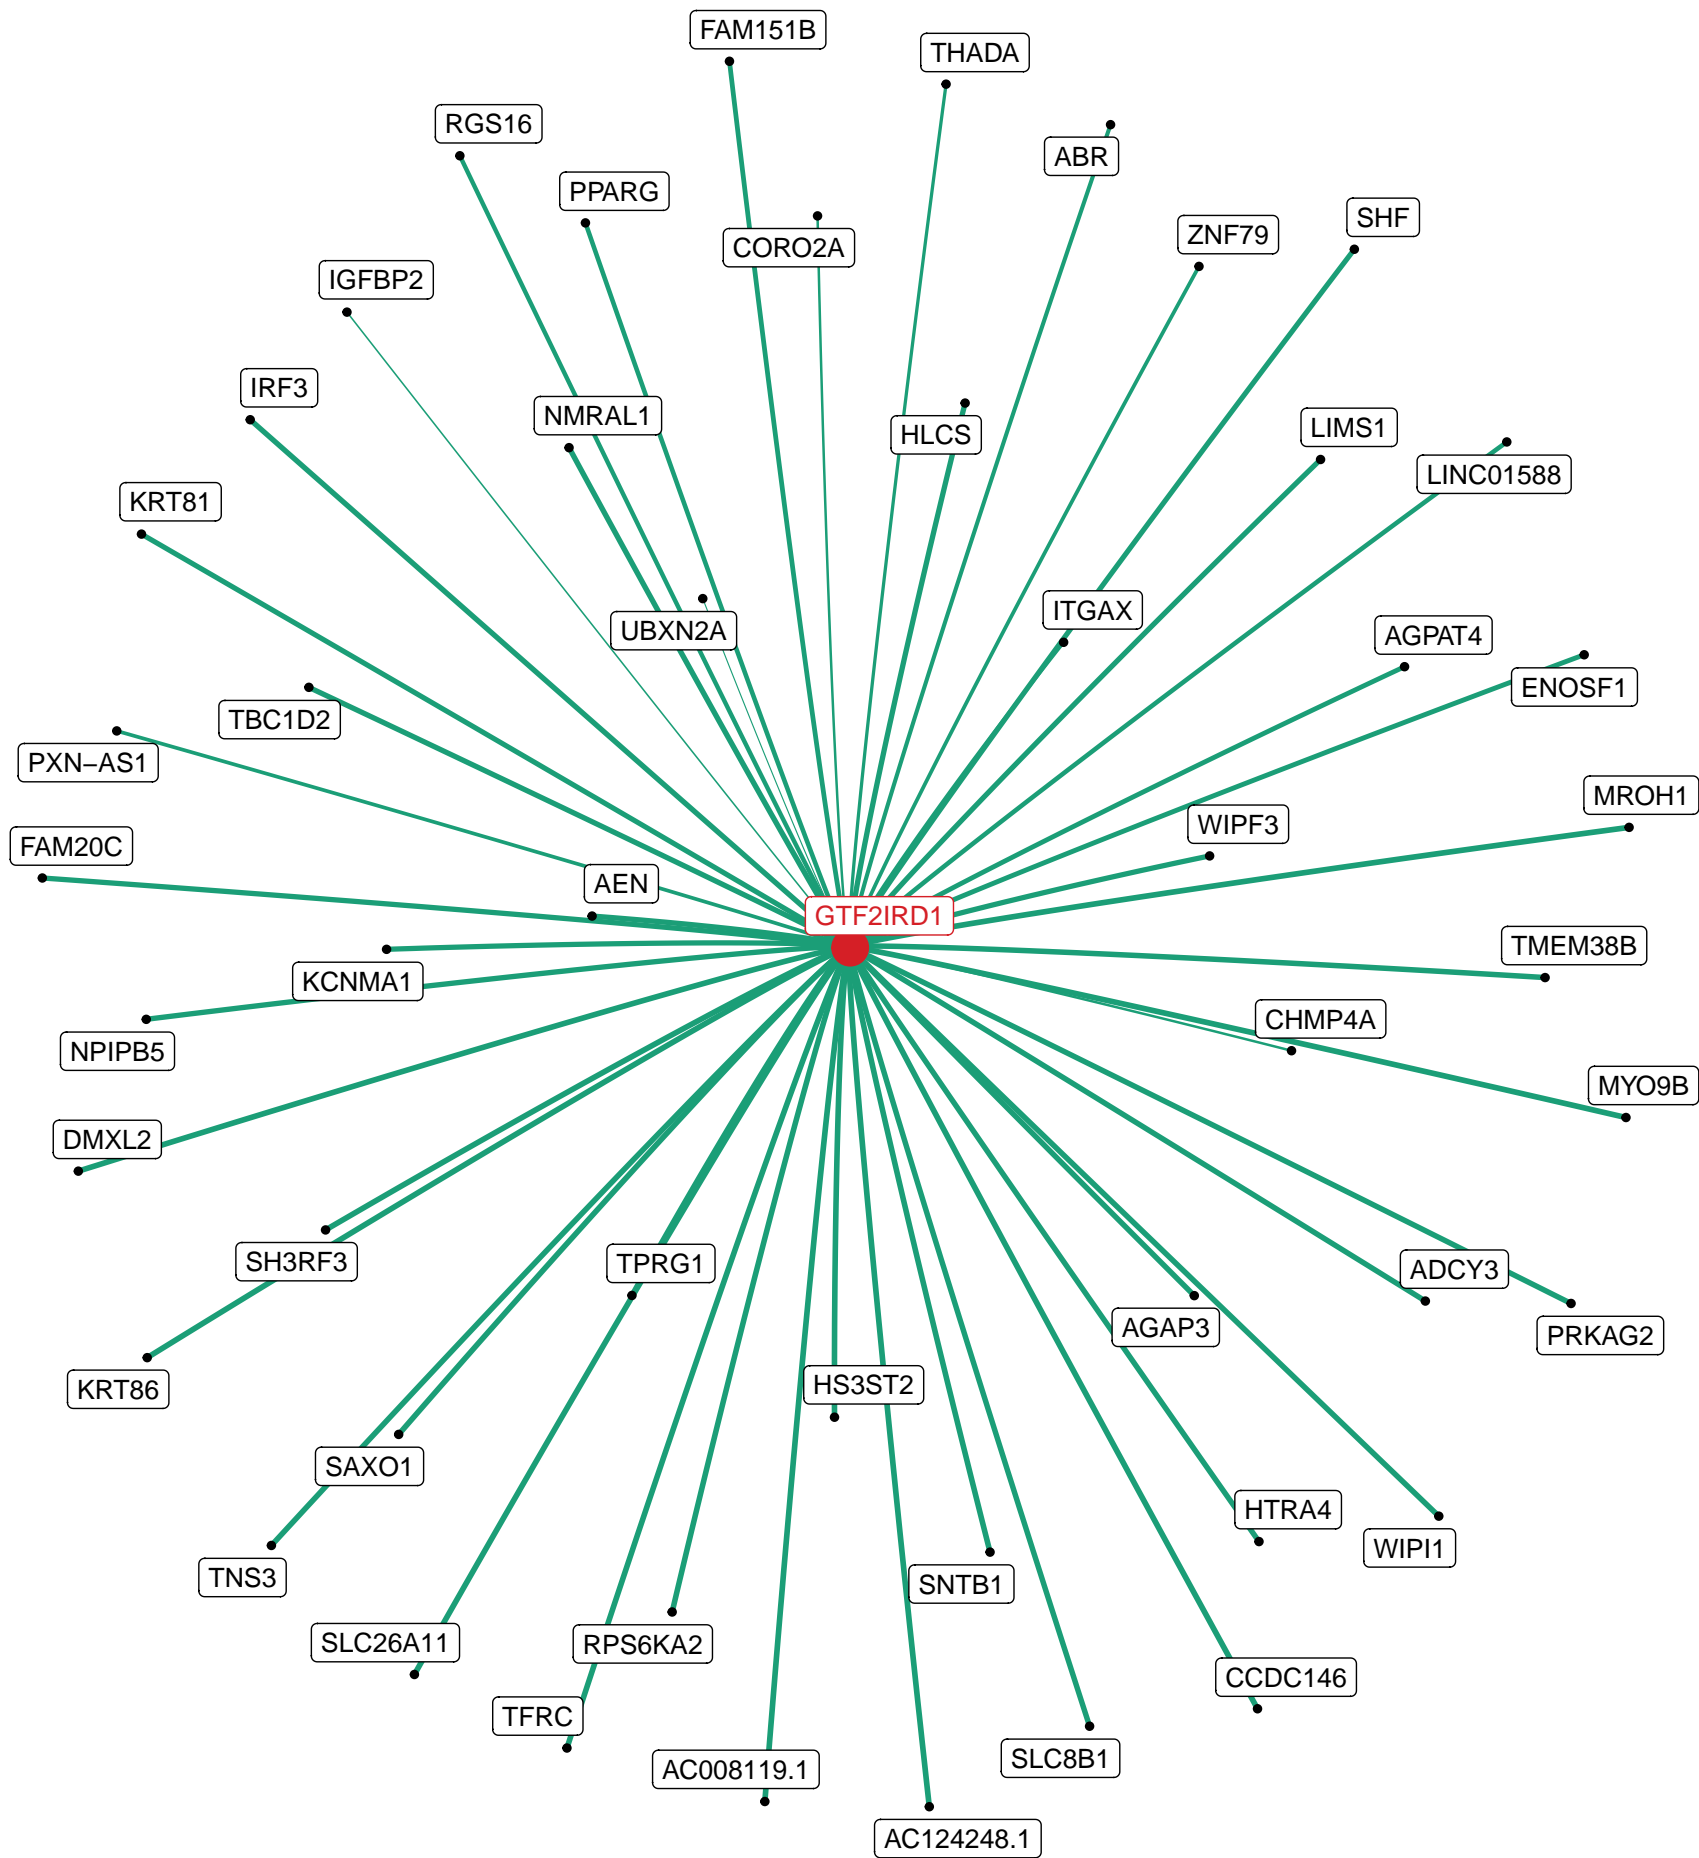 FAM151B
THADA
RGS16
ABR
PPARG
SHF
ZNF79
CORO2A
IGFBP2
IRF3
NMRAL1
LIMS1
HLCS
LINC01588
KRT81
ITGAX
UBXN2A
AGPAT4
ENOSF1
TBC1D2
PXN−AS1
MROH1
WIPF3
FAM20C
AEN
GTF2IRD1
TMEM38B
KCNMA1
CHMP4A
NPIPB5
MYO9B
DMXL2
SH3RF3
TPRG1
ADCY3
AGAP3
PRKAG2
HS3ST2
KRT86
SAXO1
HTRA4
WIPI1
TNS3
SNTB1
SLC26A11
RPS6KA2
CCDC146
TFRC
SLC8B1
AC008119.1
AC124248.1